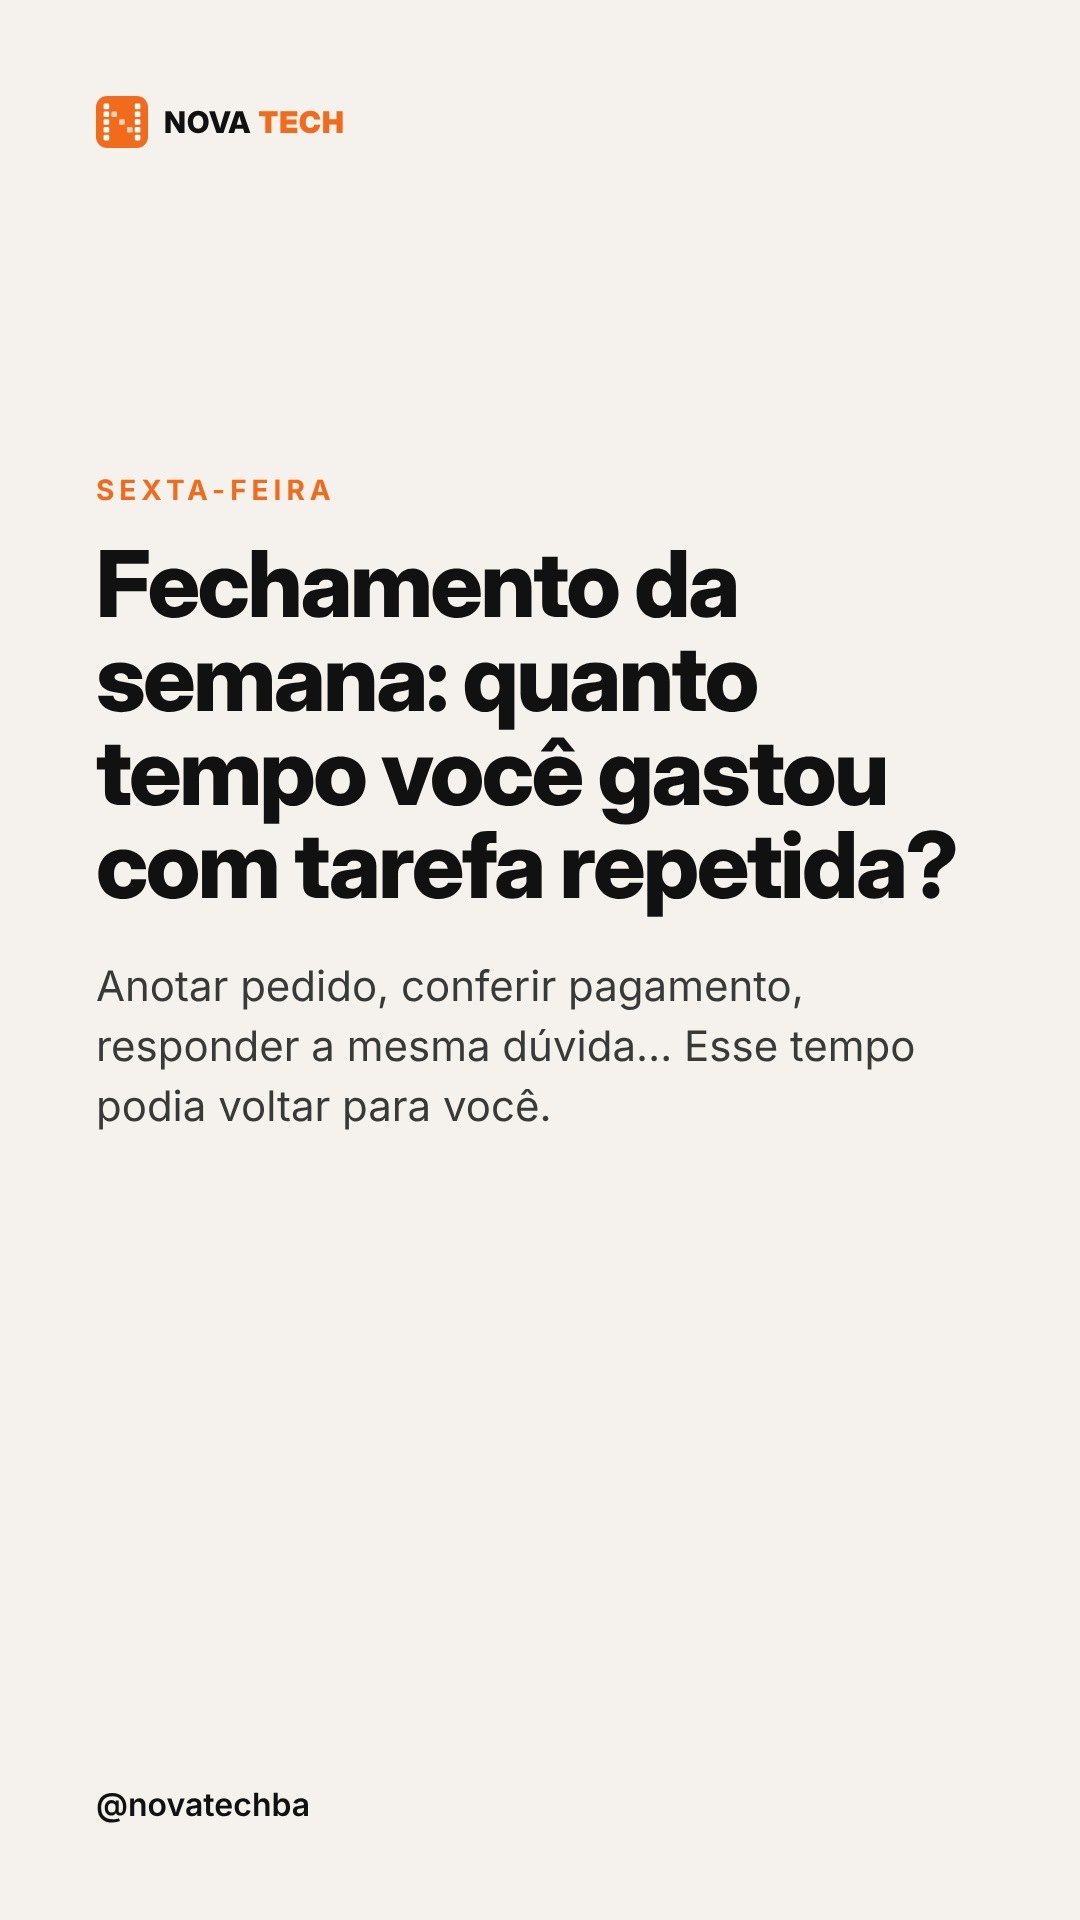 NOVA TECH
SEXTA-FEIRA
Fechamento da
semana: quanto
tempo você gastou
com tarefa repetida?
Anotar pedido, conferir pagamento,
responder a mesma dúvida... Esse tempo
podia voltar para você.
@novatechba